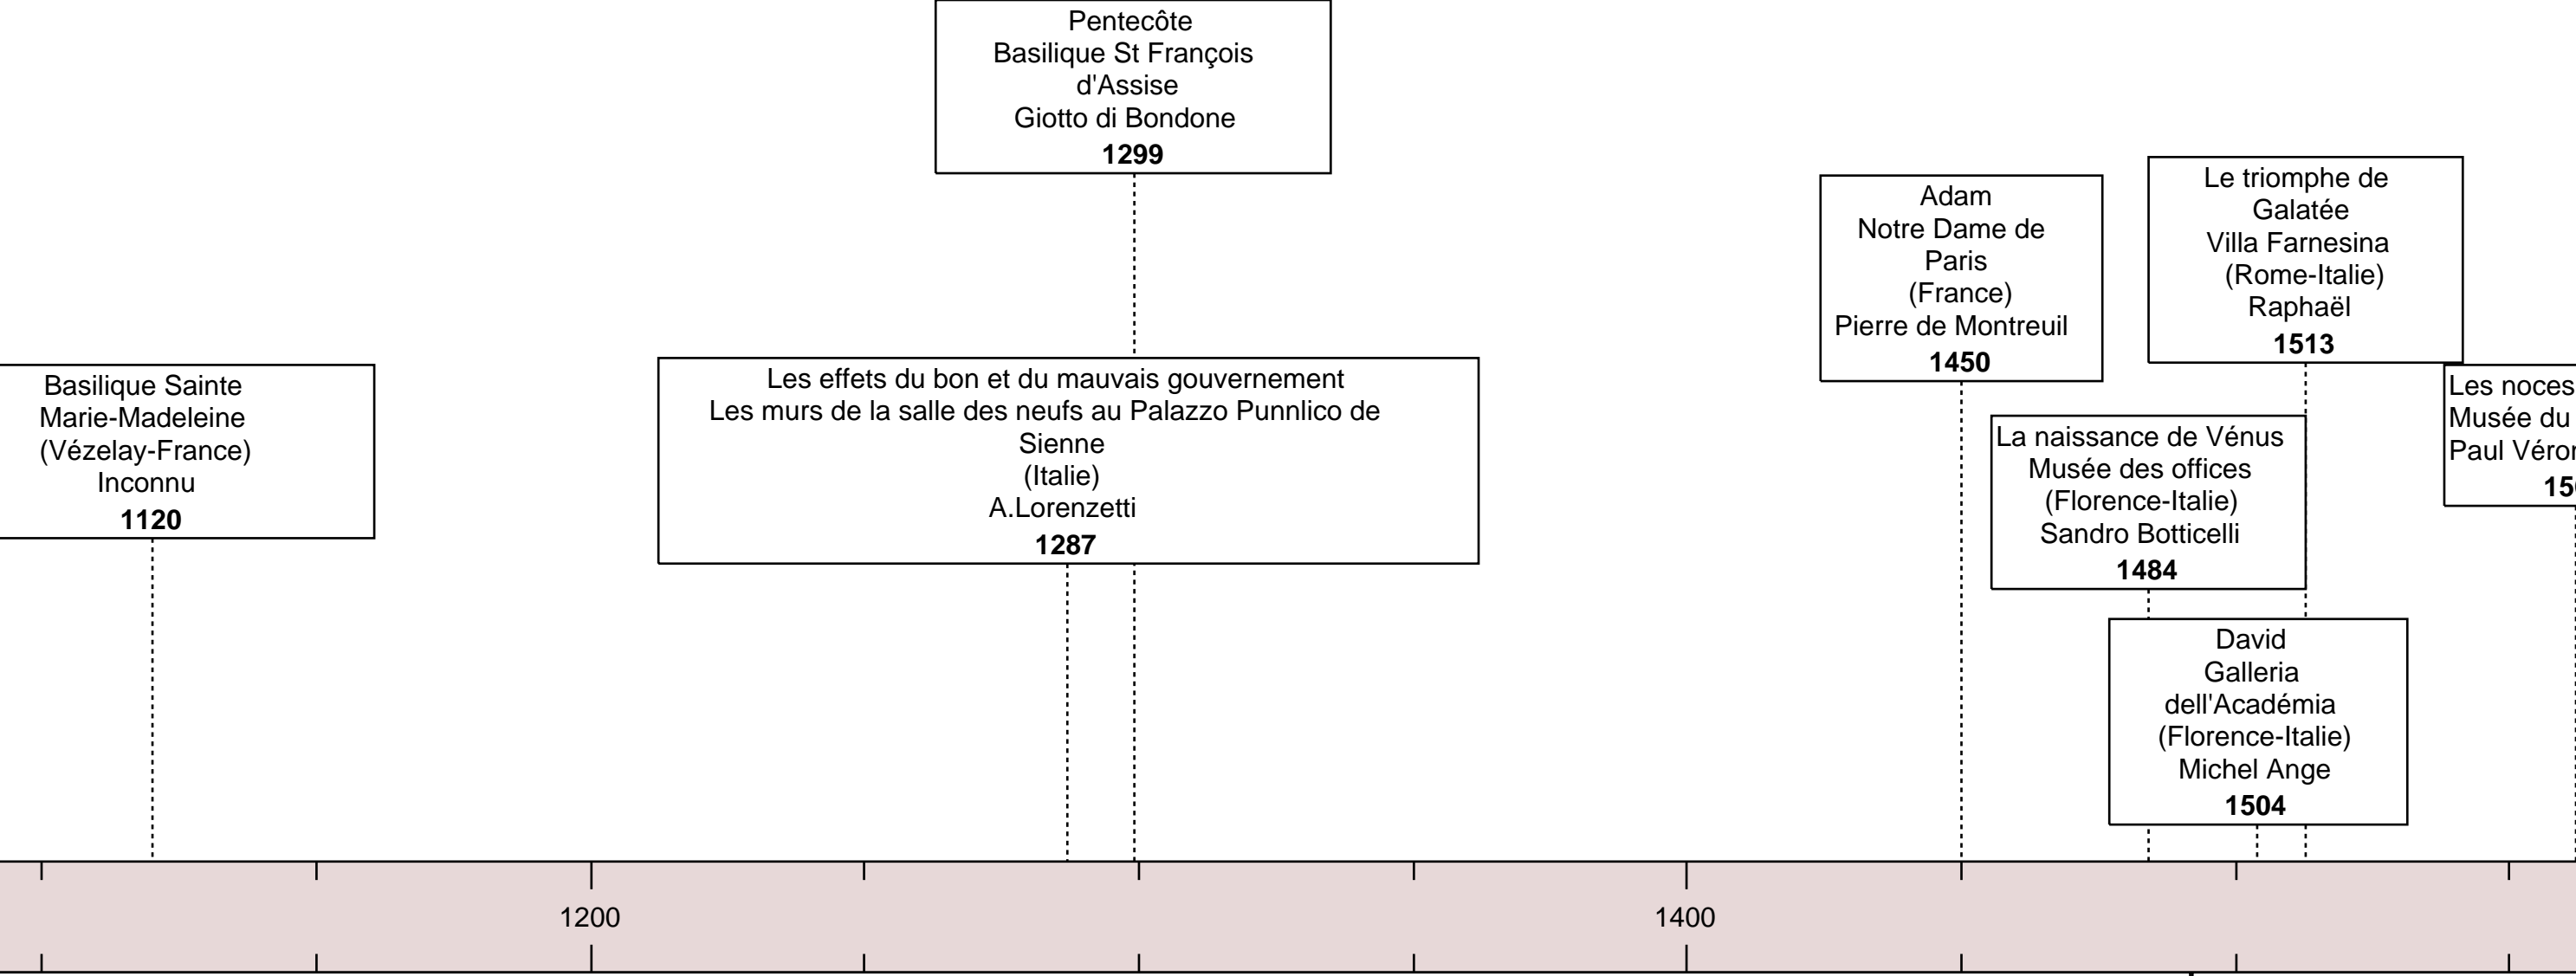 Pentecôte
Basilique St François
d'Assise
Giotto di Bondone
1299
Adam
Notre Dame de
Paris
(France)
Pierre de Montreuil
1450
Le triomphe de
Galatée
Villa Farnesina
(Rome-Italie)
Raphaël
1513
Basilique Sainte
Marie-Madeleine
(Vézelay-France)
Inconnu
1120
Les effets du bon et du mauvais gouvernement
Les murs de la salle des neufs au Palazzo Punnlico de
Sienne
(Italie)
A.Lorenzetti
1287
La naissance de Vénus
Musée des offices
(Florence-Italie)
Sandro Botticelli
1484
Les noces
Musée du
Paul
David
Galleria
dell'Académia
(Florence-Italie)
Michel Ange
1504
1200
1400